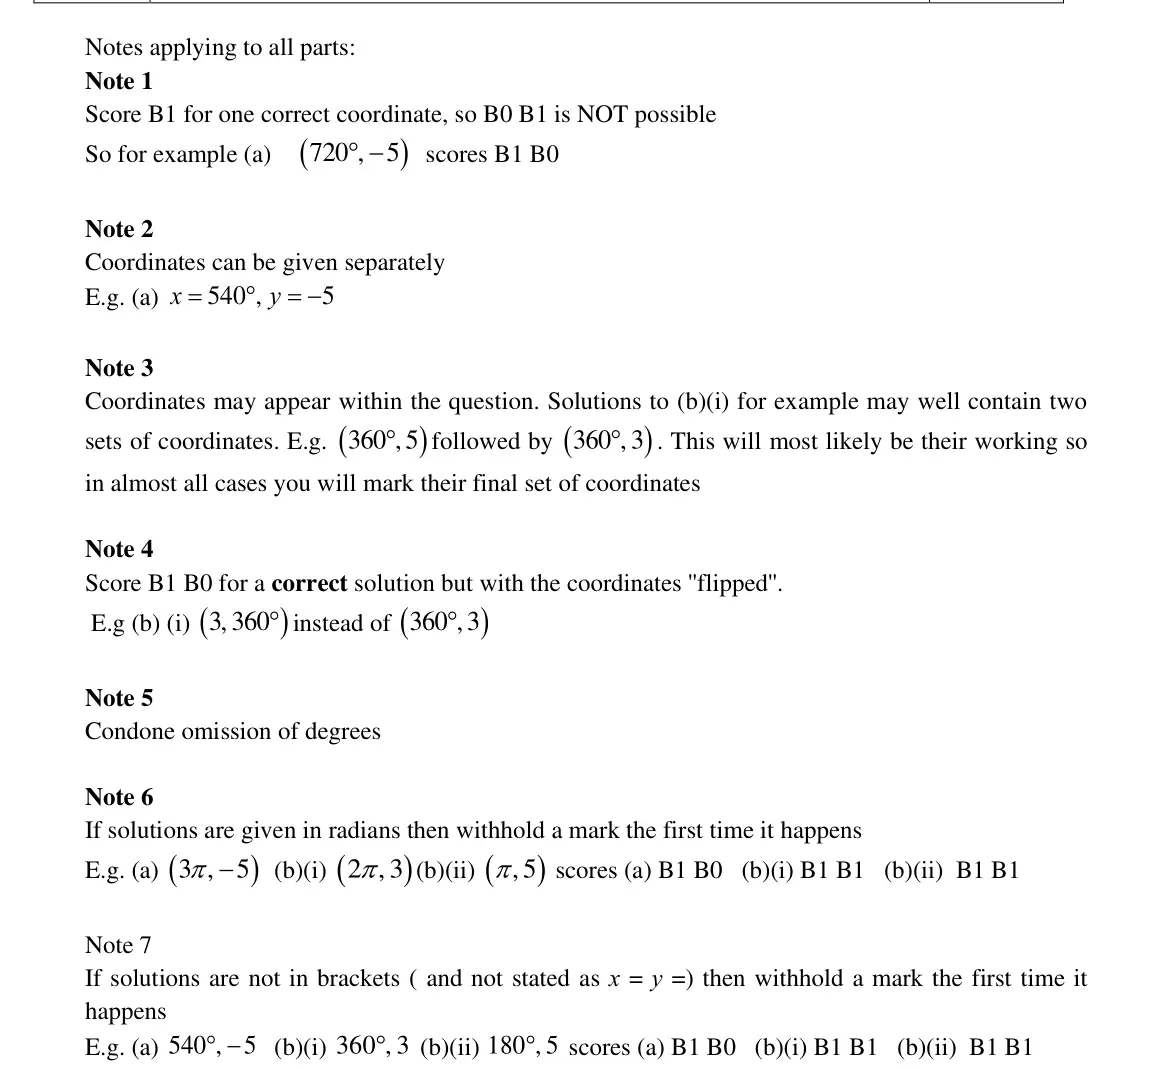 Notes applying to all parts:
Note 1
Score B1 for one correct coordinate, so B0 B1 is NOT possible
So for example (a) (720°, −5) scores B1 B0
Note 2
Coordinates can be given separately
E.g. (a) x = 540°, y = −5
Note 3
Coordinates may appear within the question. Solutions to (b)(i) for example may well contain two
sets of coordinates. E.g. (360°, 5) followed by (360°, 3). This will most likely be their working so
in almost all cases you will mark their final set of coordinates
Note 4
Score B1 B0 for a correct solution but with the coordinates "flipped".
E.g (b) (i) (3, 360°) instead of (360°, 3)
Note 5
Condone omission of degrees
Note 6
If solutions are given in radians then withhold a mark the first time it happens
E.g. (a) (3π, −5) (b)(i) (2π, 3) (b)(ii) (π, 5) scores (a) B1 B0 (b)(i) B1 B1 (b)(ii) B1 B1
Note 7
If solutions are not in brackets ( and not stated as x = y =) then withhold a mark the first time it
happens
E.g. (a) 540°, −5 (b)(i) 360°, 3 (b)(ii) 180°, 5 scores (a) B1 B0 (b)(i) B1 B1 (b)(ii) B1 B1